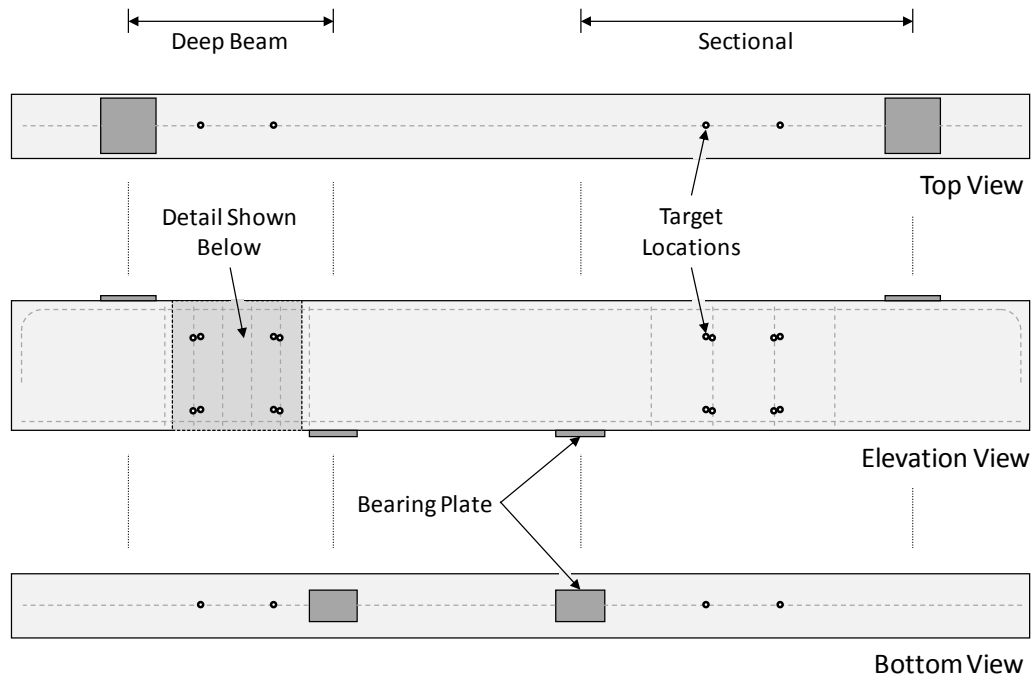 Deep Beam
Sectional
Top View
Detail Shown
Below
Target
Locations
Elevation View
Bearing Plate
Bottom View